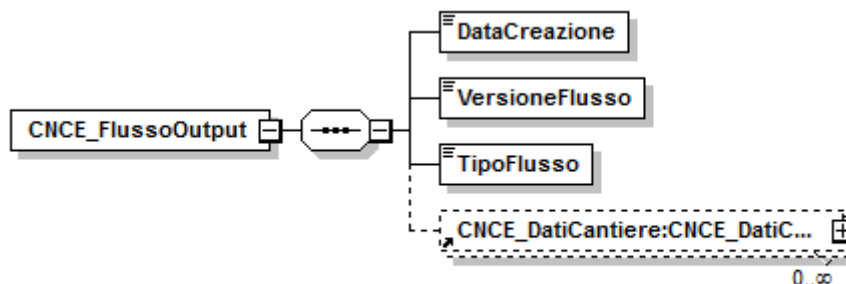 DataCreazione
VersioneFlusso
CNCE_FlussoOutput
TipoFlusso
CNCE_DatiCantiere:CNCE_DatiC...
0..∞